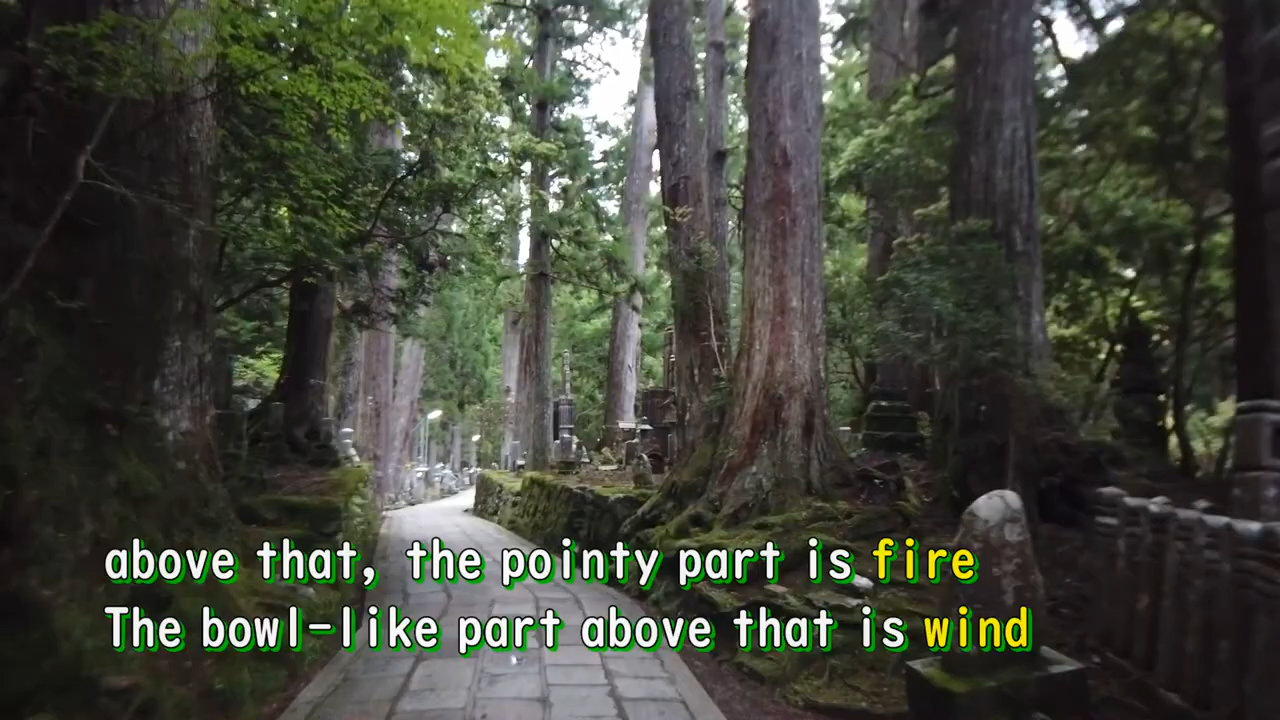 above that, the pointy part is fire
The bowl-like part above that is wind